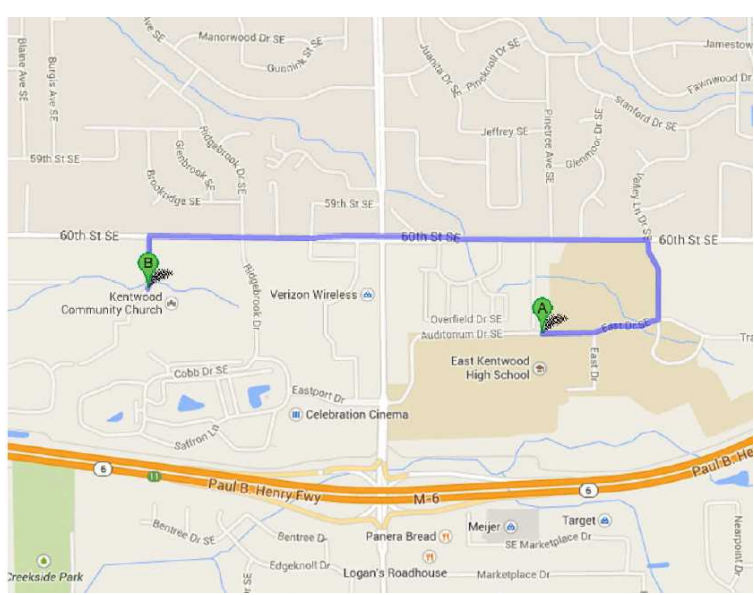 Manorwood Dr SE
Gunnink St SE
Blaine Ave SE
Burgis Ave SE
Juanita Dr SE
Pineknoll Dr SE
Jamestow
Fawnwood Dr
Stanford Dr SE
Ridgebrook Dr SE
Glenbrook SE
Jeffrey SE
Pinetree Ave SE
Glenmoor Dr SE
59th St SE
Brookridge SE
59th St SE
Valley Ln Dr SE
60th St SE
60th St SE
60th St SE
B
Kentwood
Community Church
Ridgebrook Dr
Verizon Wireless
A
Overfield Dr SE
Auditorium Dr SE
East Dr SE
Tra
East Kentwood
High School
East Dr
Cobb Dr SE
Eastport Dr
Celebration Cinema
Saffron Ln
6
11
Paul B. Henry Fwy
M-6
6
Paul B. He
6
Bentree Dr SE
Bentree D
Panera Bread
Meijer
Target
SE Marketplace Dr
Nearpoint Dr
Edgeknoll Dr
Logan's Roadhouse
Marketplace Dr
Creekside Park